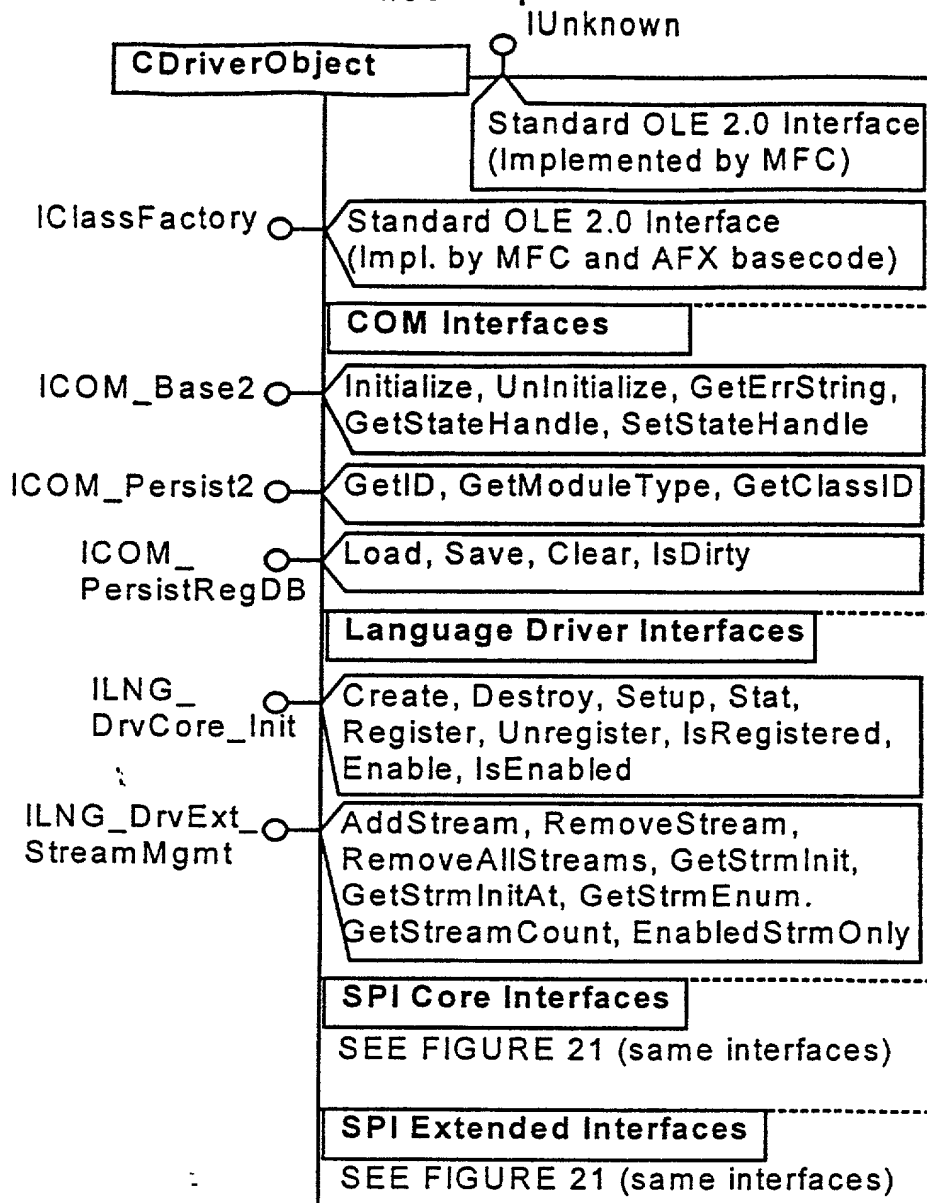 IUnknown
CDriverObject
Standard OLE 2.0 Interface
(Implemented by MFC)
IClassFactory
Standard OLE 2.0 Interface
(Impl. by MFC and AFX basecode)
COM Interfaces
ICOM_Base2
Initialize, UnInitialize, GetErrString,
GetStateHandle, SetStateHandle
ICOM_Persist2
GetID, GetModuleType, GetClassID
ICOM_
PersistRegDB
Load, Save, Clear, IsDirty
Language Driver Interfaces
ILNG_
DrvCore_Init
Create, Destroy, Setup, Stat,
Register, Unregister, IsRegistered,
Enable, IsEnabled
ILNG_DrvExt_
StreamMgmt
AddStream, RemoveStream,
RemoveAllStreams, GetStrmInit,
GetStrmInitAt, GetStrmEnum.
GetStreamCount, EnabledStrmOnly
SPI Core Interfaces
SEE FIGURE 21 (same interfaces)
SPI Extended Interfaces
SEE FIGURE 21 (same interfaces)